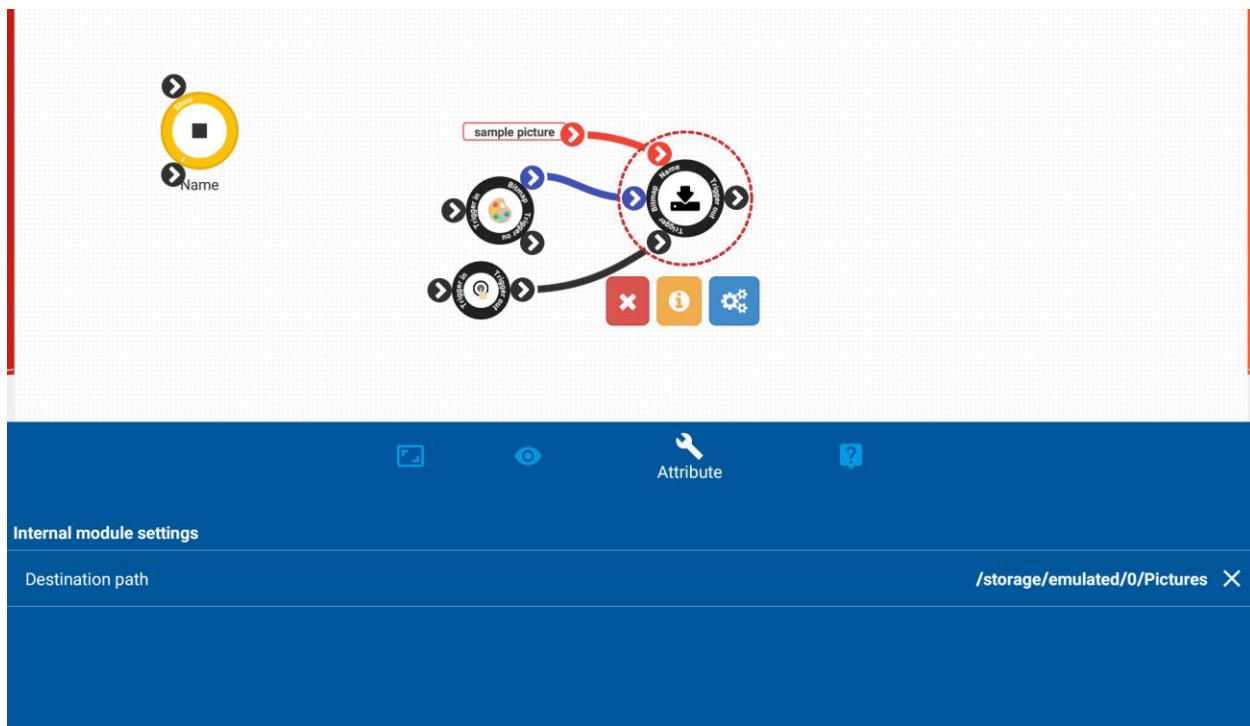 Show
Name
sample picture
Name
Bitmap
Trigger out
Trigger
Bitmap
Trigger in
Trigger ou
Trigger in
Trigger out
Attribute
Internal module settings
Destination path /storage/emulated/0/Pictures